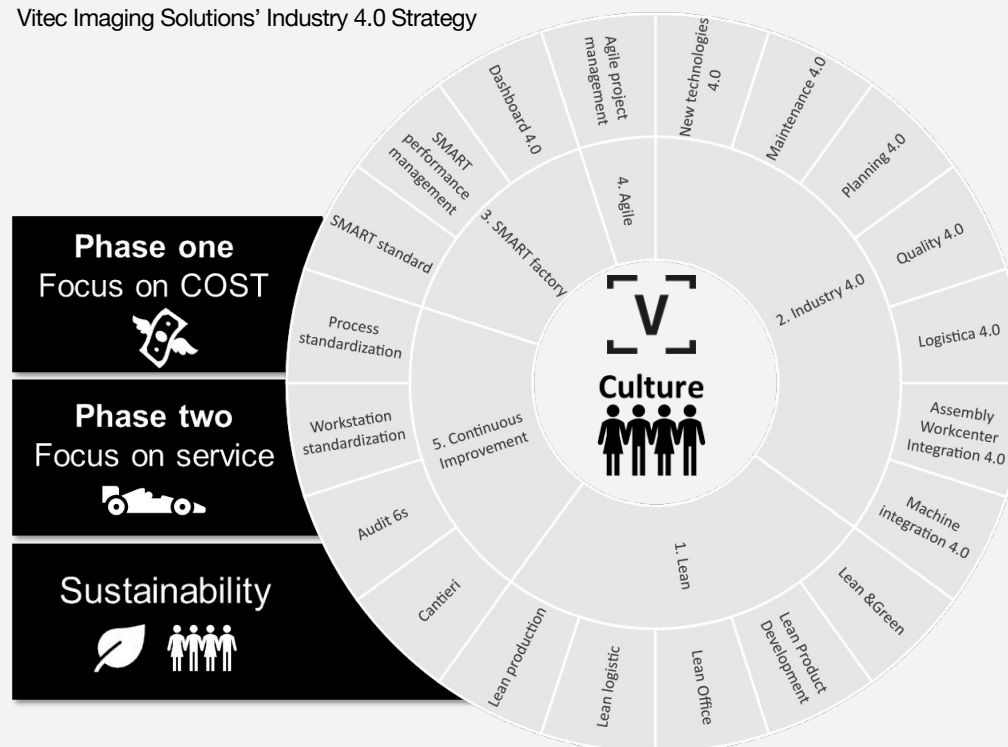 Vitec Imaging Solutions' Industry 4.0 Strategy
Phase one
Focus on COST
Phase two
Focus on service
Sustainability
V
Culture
1. Lean
2. Industry 4.0
3. SMART factory
4. Agile
5. Continuous
Improvement
New technologies
4.0
Maintenance 4.0
Planning 4.0
Quality 4.0
Logistica 4.0
Assembly
Workcenter
Integration 4.0
Machine
integration 4.0
Lean &Green
Lean Product
Development
Lean Office
Lean logistic
Lean production
Cantieri
Audit 6s
Workstation
standardization
Process
standardization
SMART standard
SMART
performance
management
Dashboard 4.0
Agile project
management